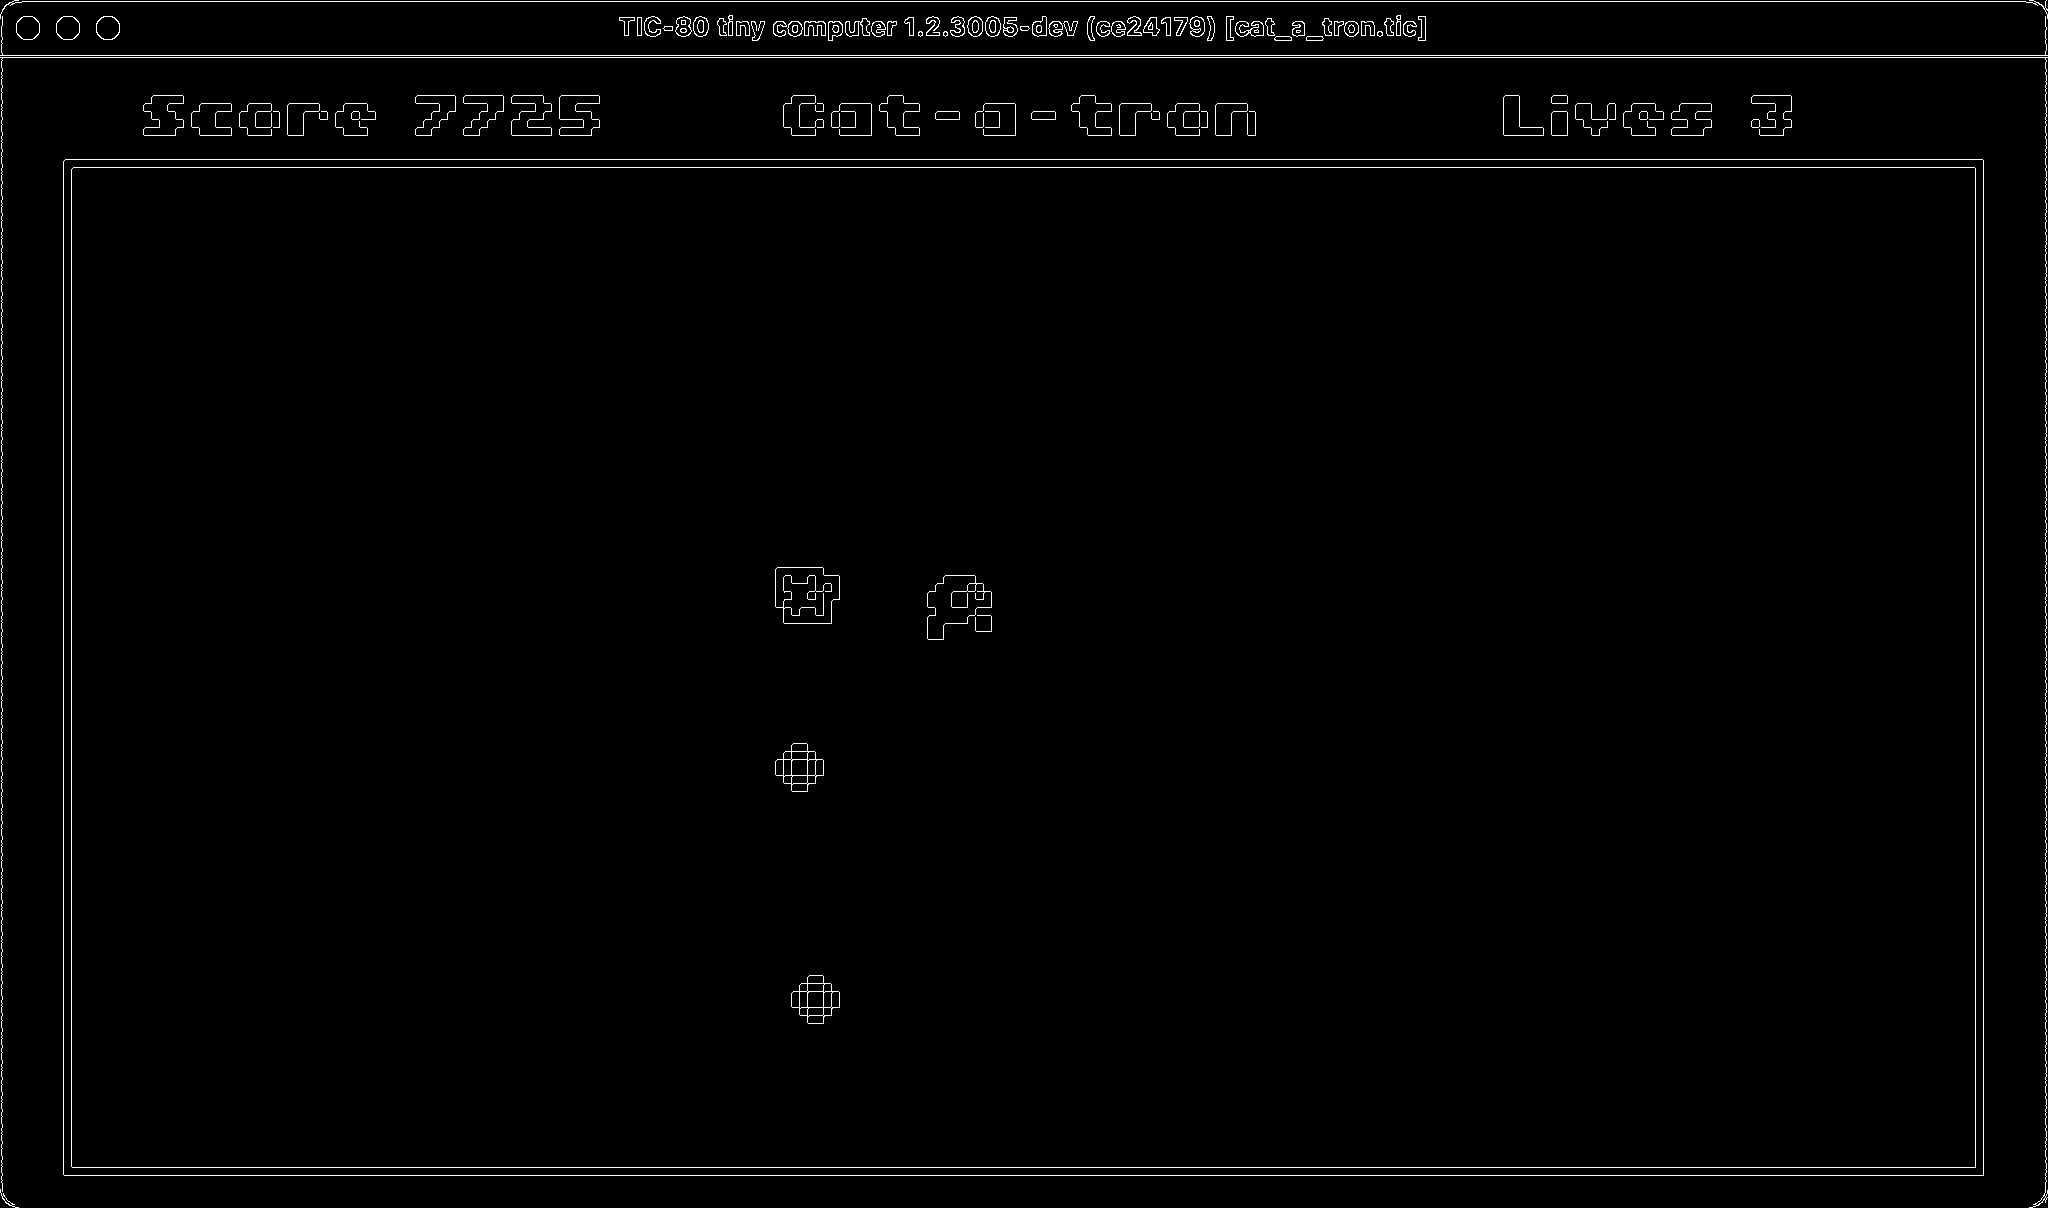 TIC-80 tiny computer 1.2.3005-dev (ce24179) [cat_a_tron.tic]
Score 7725 Cat-a-tron Lives 3